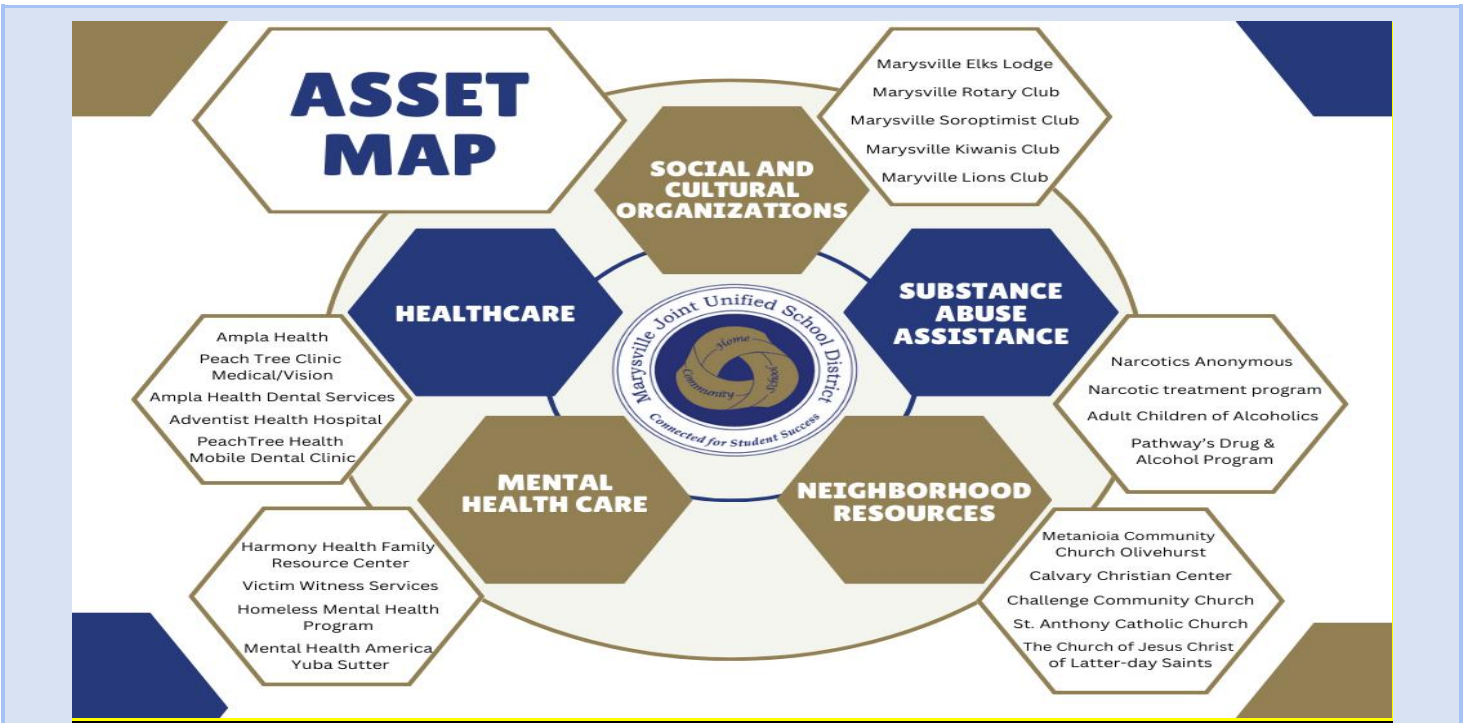 ASSET
MAP
SOCIAL AND
CULTURAL
ORGANIZATIONS
Marysville Elks Lodge
Marysville Rotary Club
Marysville Soroptimist Club
Marysville Kiwanis Club
Maryville Lions Club
HEALTHCARE
Ampla Health
Peach Tree Clinic
Medical/Vision
Ampla Health Dental Services
Adventist Health Hospital
PeachTree Health
Mobile Dental Clinic
SUBSTANCE
ABUSE
ASSISTANCE
Narcotics Anonymous
Narcotic treatment program
Adult Children of Alcoholics
Pathway's Drug &
Alcohol Program
Marysville Joint Unified School District
Home
Community
School
Connected for Student Success
MENTAL
HEALTH CARE
Harmony Health Family
Resource Center
Victim Witness Services
Homeless Mental Health
Program
Mental Health America
Yuba Sutter
NEIGHBORHOOD
RESOURCES
Metanioia Community
Church Olivehurst
Calvary Christian Center
Challenge Community Church
St. Anthony Catholic Church
The Church of Jesus Christ
of Latter-day Saints